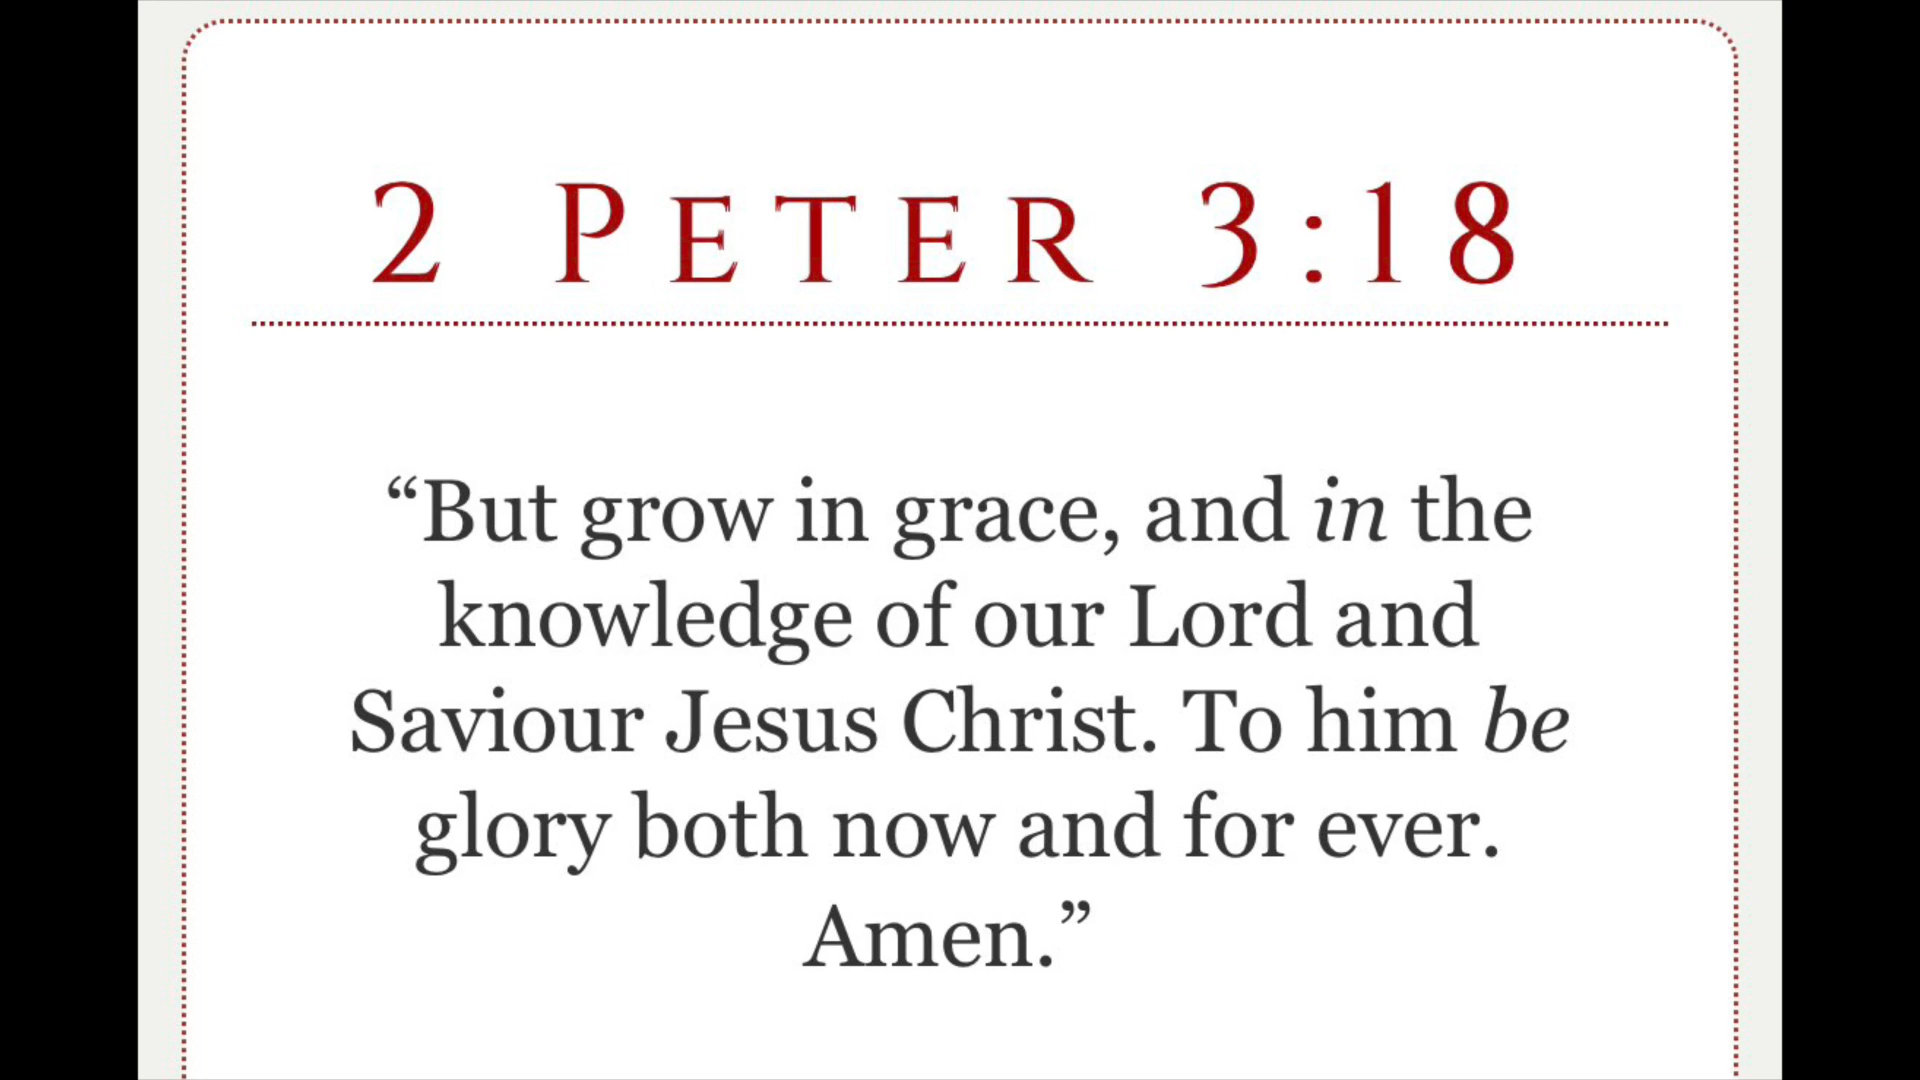 2 PETER 3:18
“But grow in grace, and in the
knowledge of our Lord and
Saviour Jesus Christ. To him be
glory both now and for ever.
Amen.”